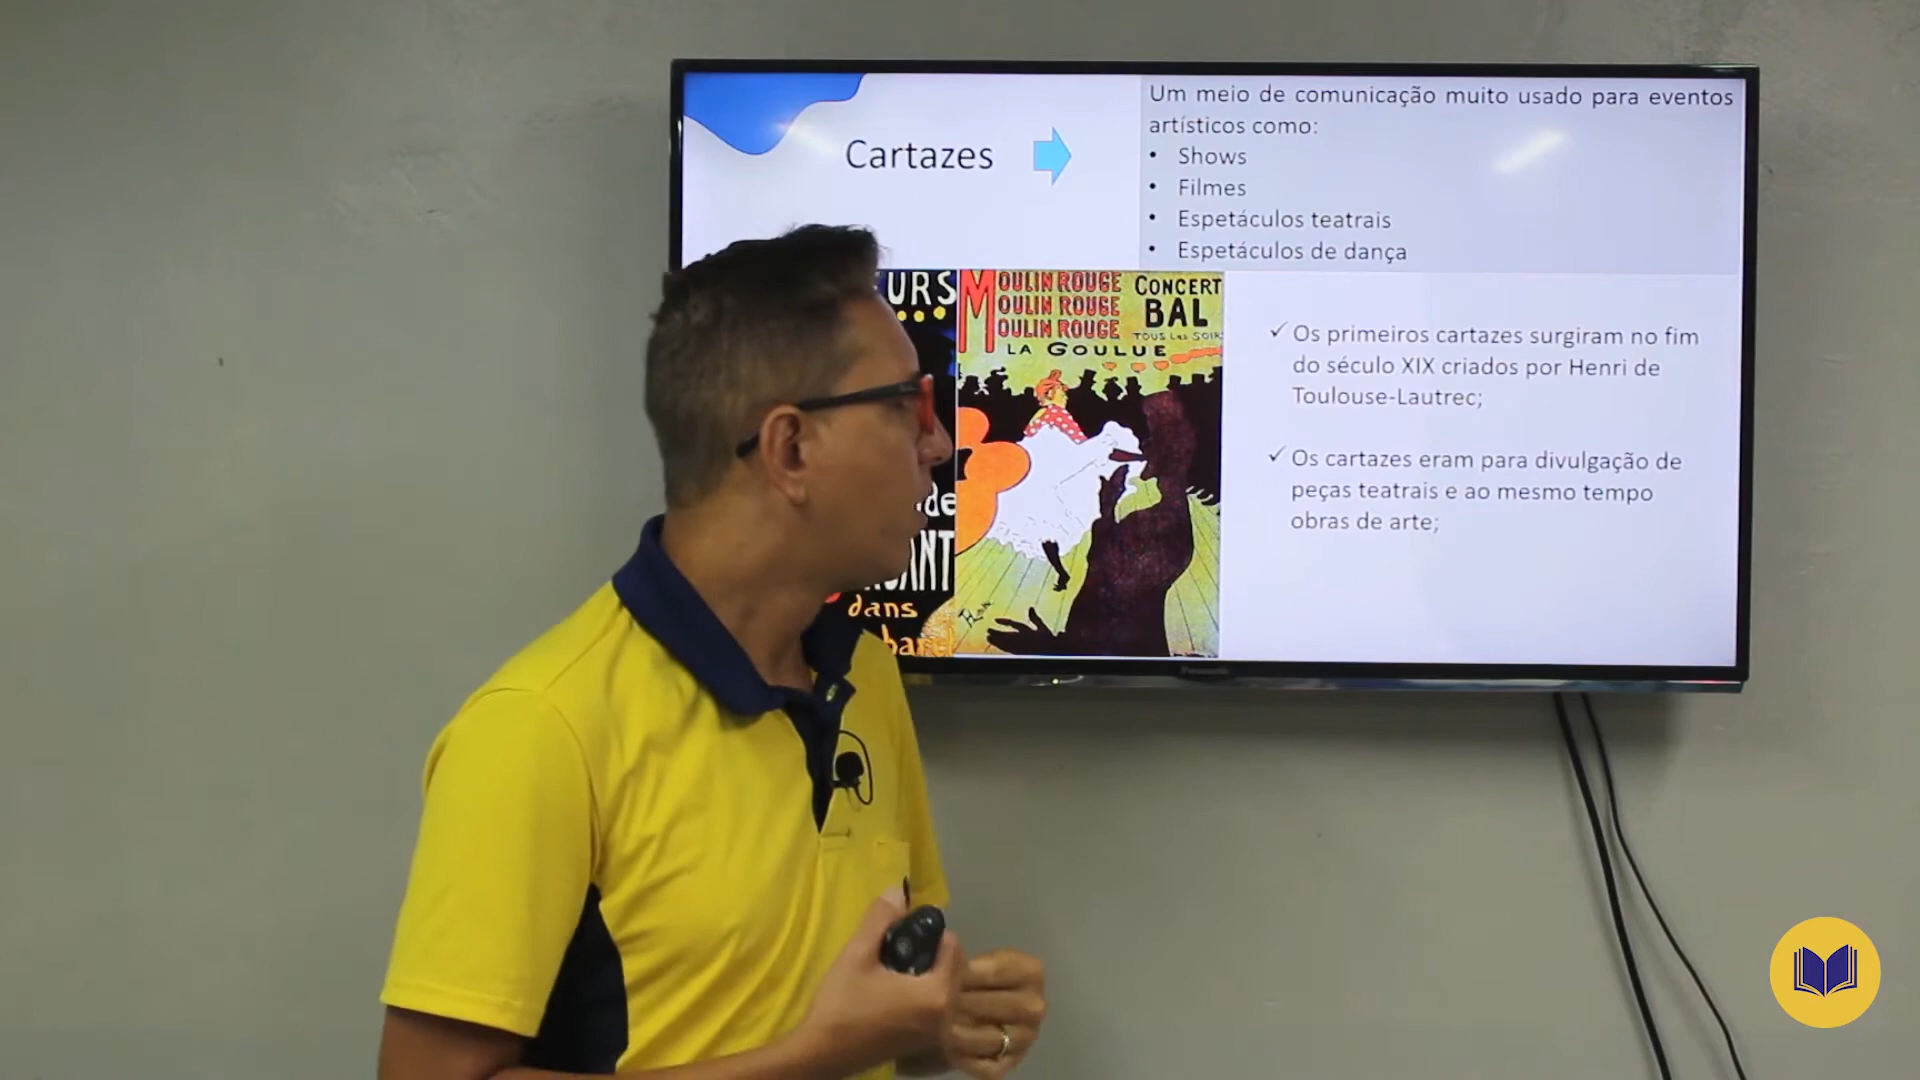 Um meio de comunicação muito usado para eventos
artísticos como:
Cartazes
• Shows
• Filmes
• Espetáculos teatrais
• Espetáculos de dança
URS
de
ANT
dans
MOULIN ROUGE
MOULIN ROUGE
MOULIN ROUGE
CONCERT
BAL
TOUS LES SOIRS
LA GOULUE
✓ Os primeiros cartazes surgiram no fim
do século XIX criados por Henri de
Toulouse-Lautrec;
✓ Os cartazes eram para divulgação de
peças teatrais e ao mesmo tempo
obras de arte;
Panasonic